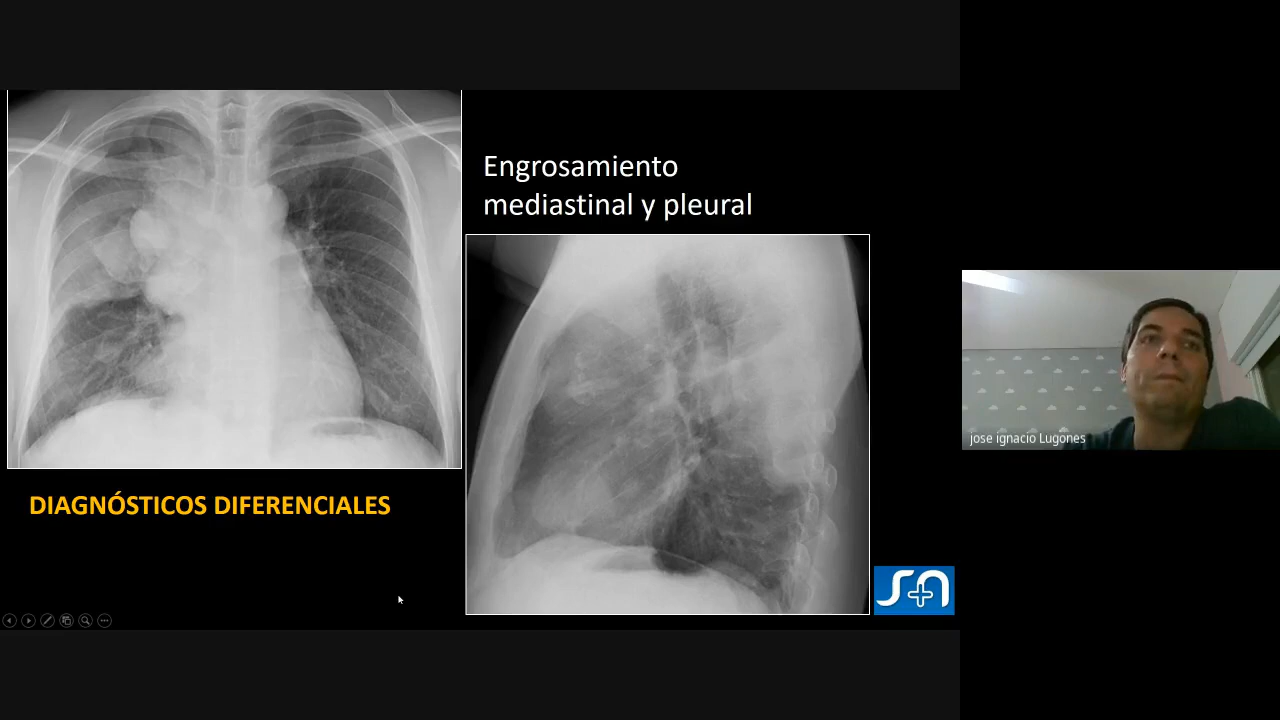 Engrosamiento
mediastinal y pleural
DIAGNÓSTICOS DIFERENCIALES
jose ignacio Lugones